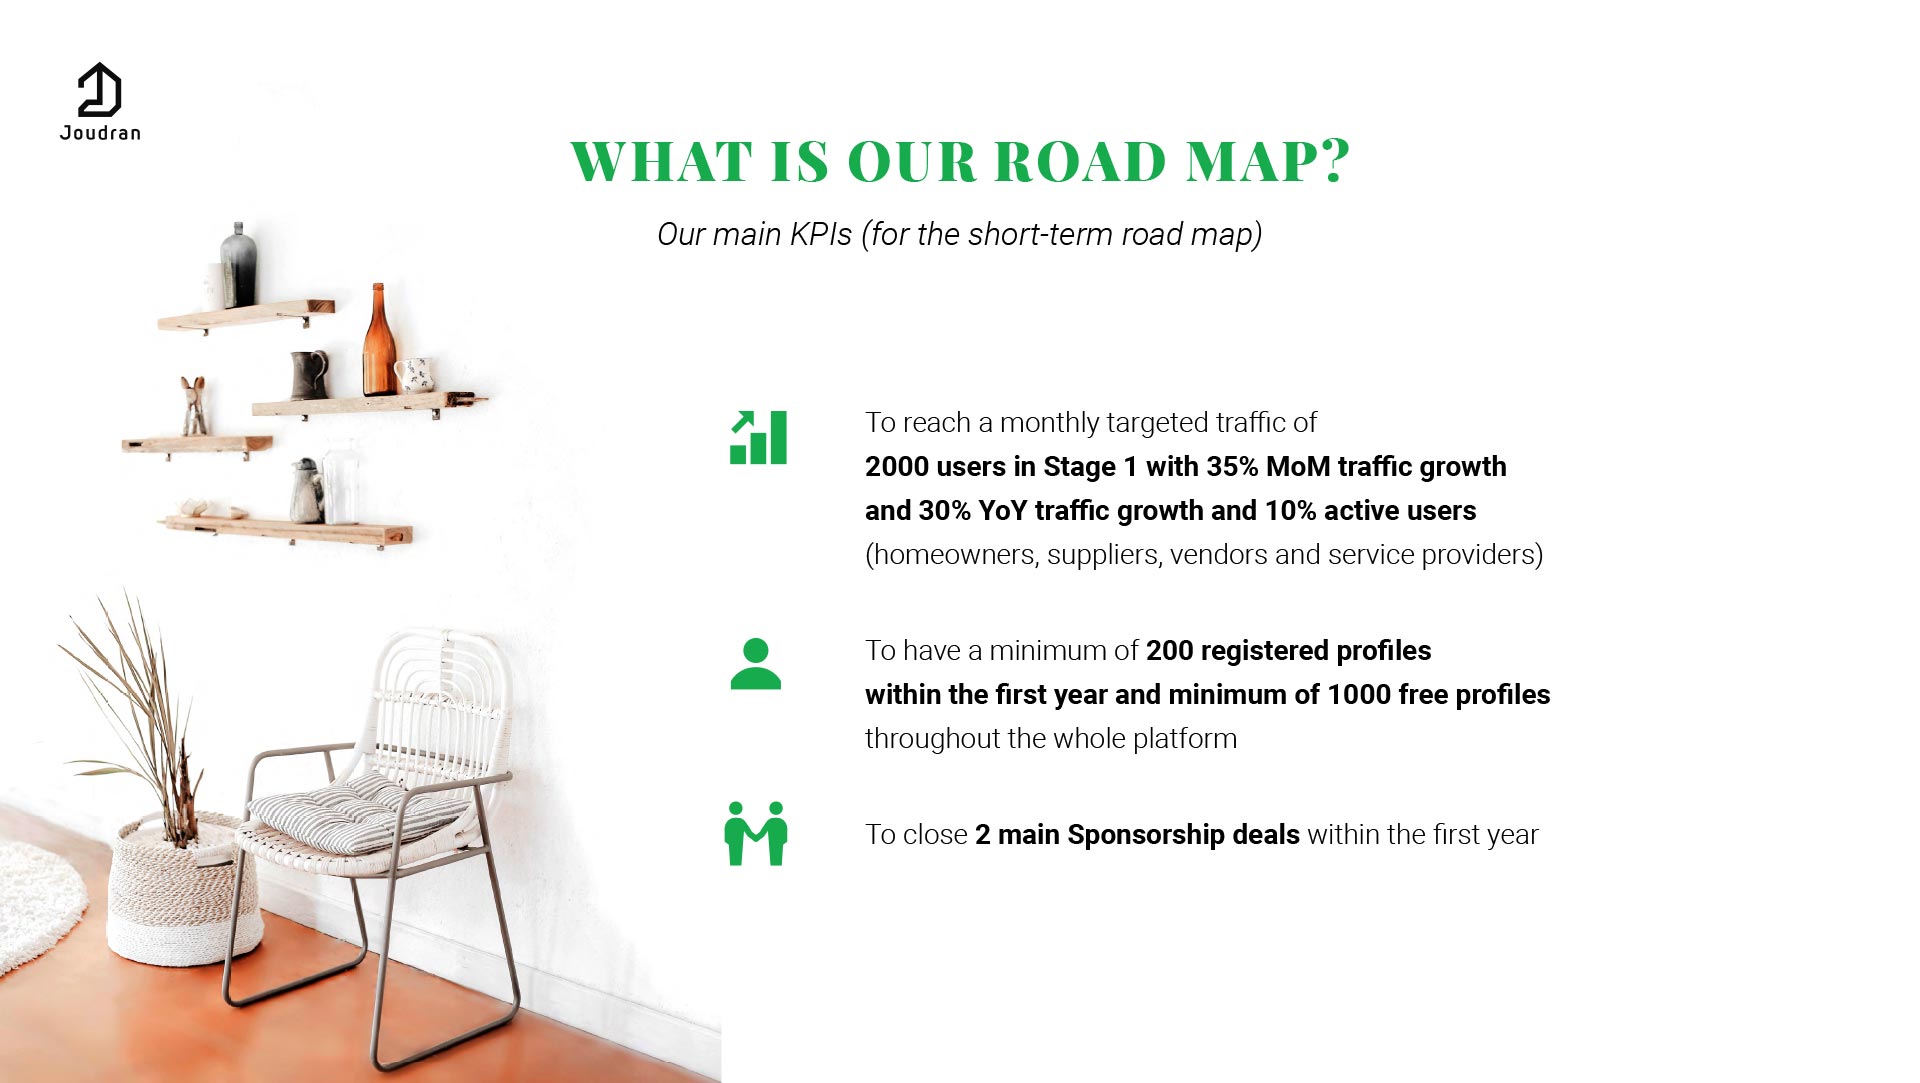 Joudran
WHAT IS OUR ROAD MAP?
Our main KPIs (for the short-term road map)
To reach a monthly targeted traffic of
2000 users in Stage 1 with 35% MoM traffic growth
and 30% YoY traffic growth and 10% active users
(homeowners, suppliers, vendors and service providers)
To have a minimum of 200 registered profiles
within the first year and minimum of 1000 free profiles
throughout the whole platform
To close 2 main Sponsorship deals within the first year